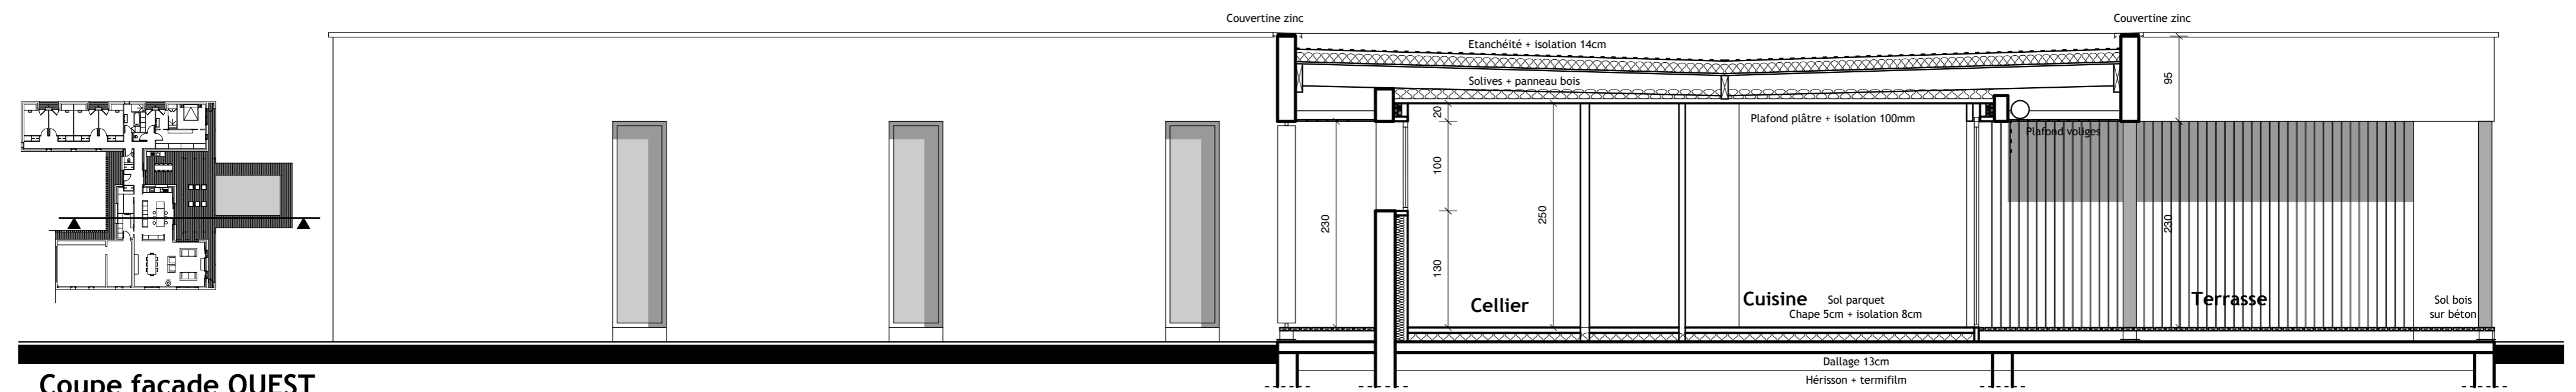 Couvertine zinc
Couvertine zinc
Etanchéité + isolation 14cm
Solives + panneau bois
95
20
Plafond plâtre + isolation 100mm
Plafond voliges
100
230
250
230
130
Cellier
Cuisine
Sol parquet
Chape 5cm + isolation 8cm
Terrasse
Sol bois
sur béton
Dallage 13cm
Hérisson + termifilm
Coupe façade OUEST